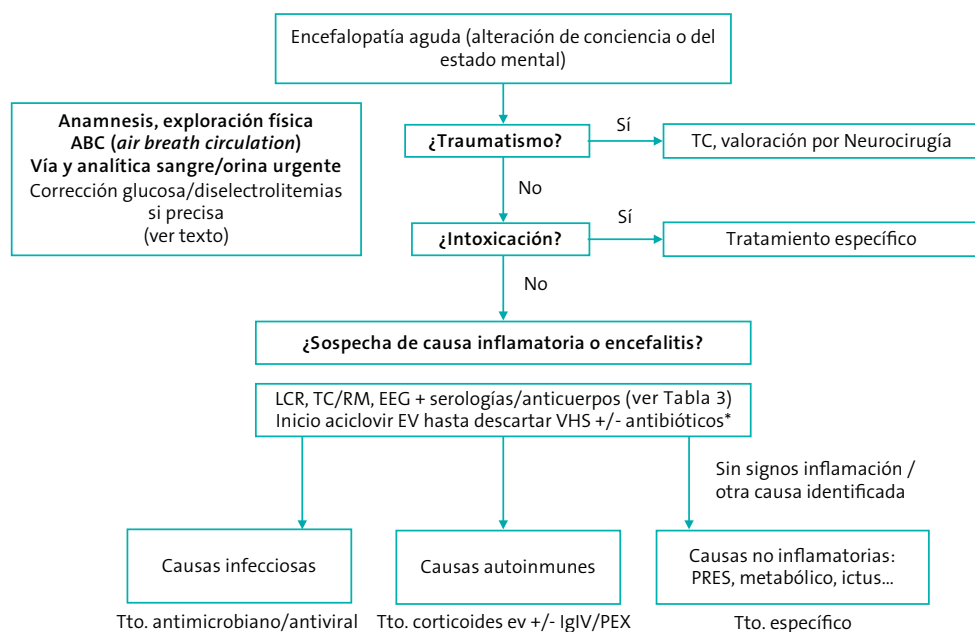 Encefalopatía aguda (alteración de conciencia o del
estado mental)
Anamnesis, exploración física
ABC (air breath circulation)
Vía y analítica sangre/orina urgente
Corrección glucosa/diselectrolitemias
si precisa
(ver texto)
¿Traumatismo?
Sí
TC, valoración por Neurocirugía
No
¿Intoxicación?
Sí
Tratamiento específico
No
¿Sospecha de causa inflamatoria o encefalitis?
LCR, TC/RM, EEG + serologías/anticuerpos (ver Tabla 3)
Inicio aciclovir EV hasta descartar VHS +/- antibióticos*
Sin signos inflamación /
otra causa identificada
Causas infecciosas
Causas autoinmunes
Causas no inflamatorias:
PRES, metabólico, ictus...
Tto. antimicrobiano/antiviral
Tto. corticoides ev +/- IgIV/PEX
Tto. específico